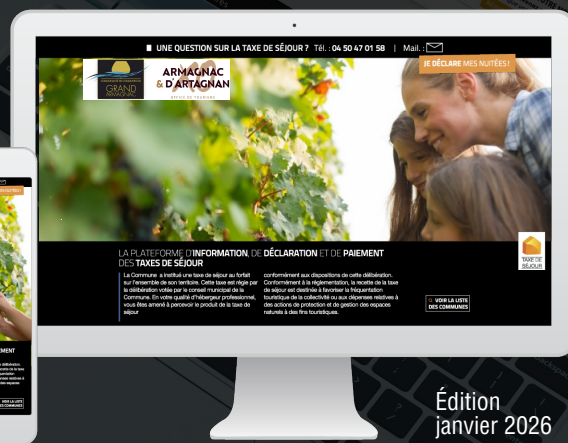 UNE QUESTION SUR LA TAXE DE SÉJOUR ? Tél. : 04 50 47 01 58 | Mail. :
JE DÉCLARE MES NUITÉES !
GRAND
ARMAGNAC
ARMAGNAC
& D'ARTAGNAN
OFFICE DE TOURISME
LA PLATEFORME D'INFORMATION, DE DÉCLARATION ET DE PAIEMENT
DES TAXES DE SÉJOUR
La Commune a institué une taxe de séjour au forfait
sur l'ensemble de son territoire. Cette taxe est régie par
la délibération votée par le conseil municipal de la
Commune. En votre qualité d'hébergeur professionnel,
vous êtes amené à percevoir le produit de la taxe de
séjour
conformément aux dispositions de cette délibération.
Conformément à la réglementation, la recette de la taxe
de séjour est destinée à favoriser la fréquentation
touristique de la collectivité ou aux dépenses relatives à
des actions de protection et de gestion des espaces
naturels à des fins touristiques.
TAXE DE
SÉJOUR
VOIR LA LISTE
DES COMMUNES
Édition
janvier 2026